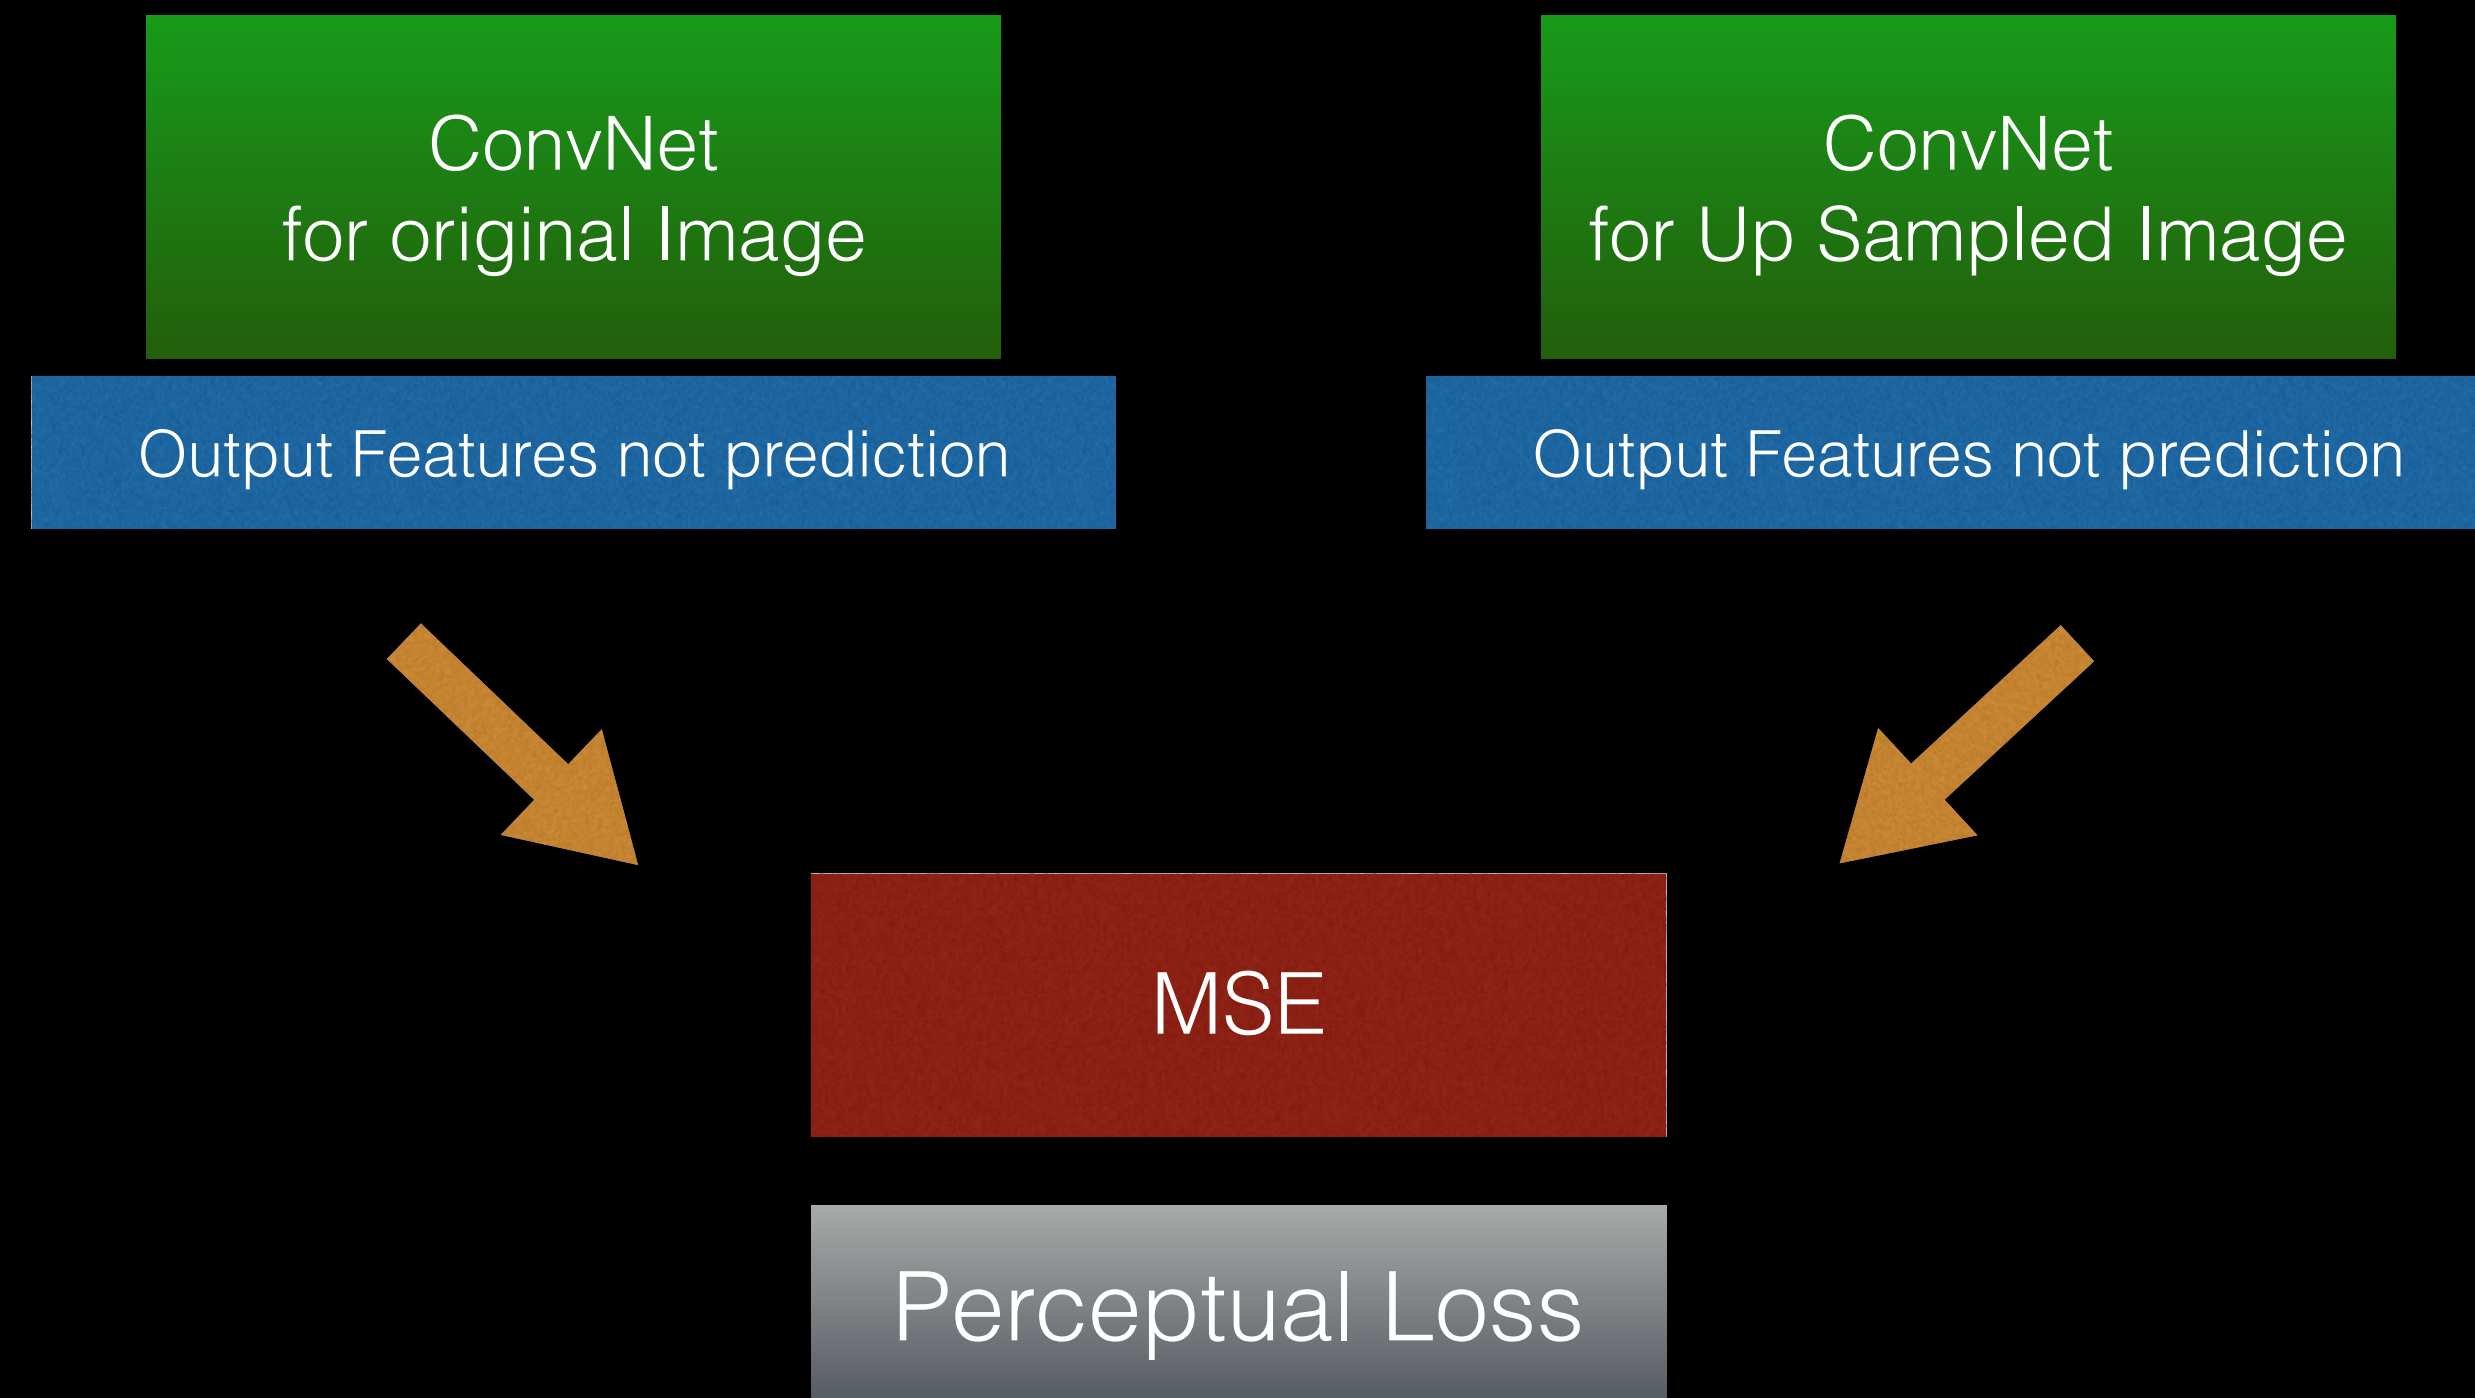 ConvNet
for original Image
Output Features not prediction
ConvNet
for Up Sampled Image
Output Features not prediction
MSE
Perceptual Loss